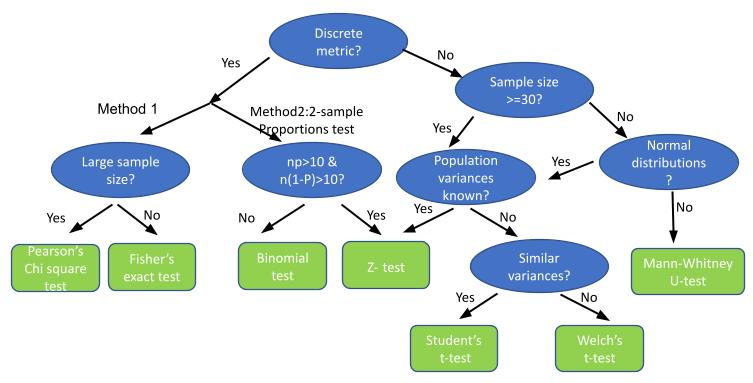 Discrete
metric?
Yes
No
Sample size
>=30?
Method 1
Method2:2-sample
Proportions test
Yes
No
Large sample
size?
np>10 &
n(1-P)>10?
Population
variances
known?
Yes
Normal
distributions
?
Yes
No
No
Yes
Yes
No
No
Pearson's
Chi square
test
Fisher's
exact test
Binomial
test
Z- test
Similar
variances?
Mann-Whitney
U-test
Yes
No
Student's
t-test
Welch's
t-test